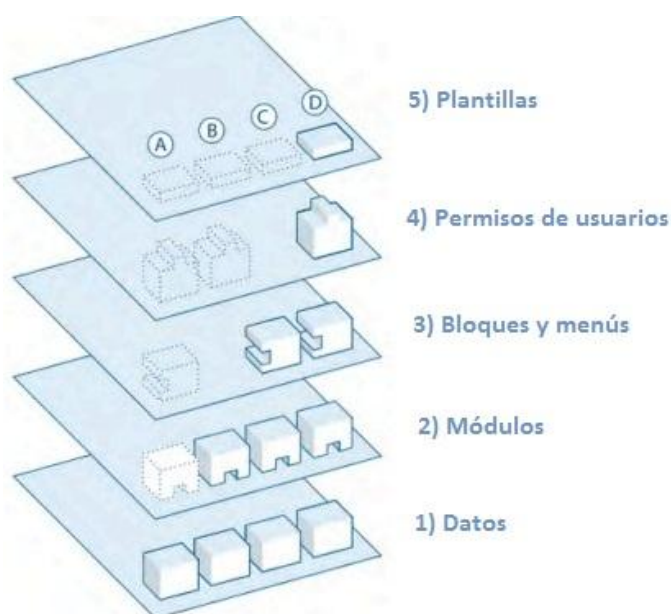 5) Plantillas
A B C D
4) Permisos de usuarios
3) Bloques y menús
2) Módulos
1) Datos